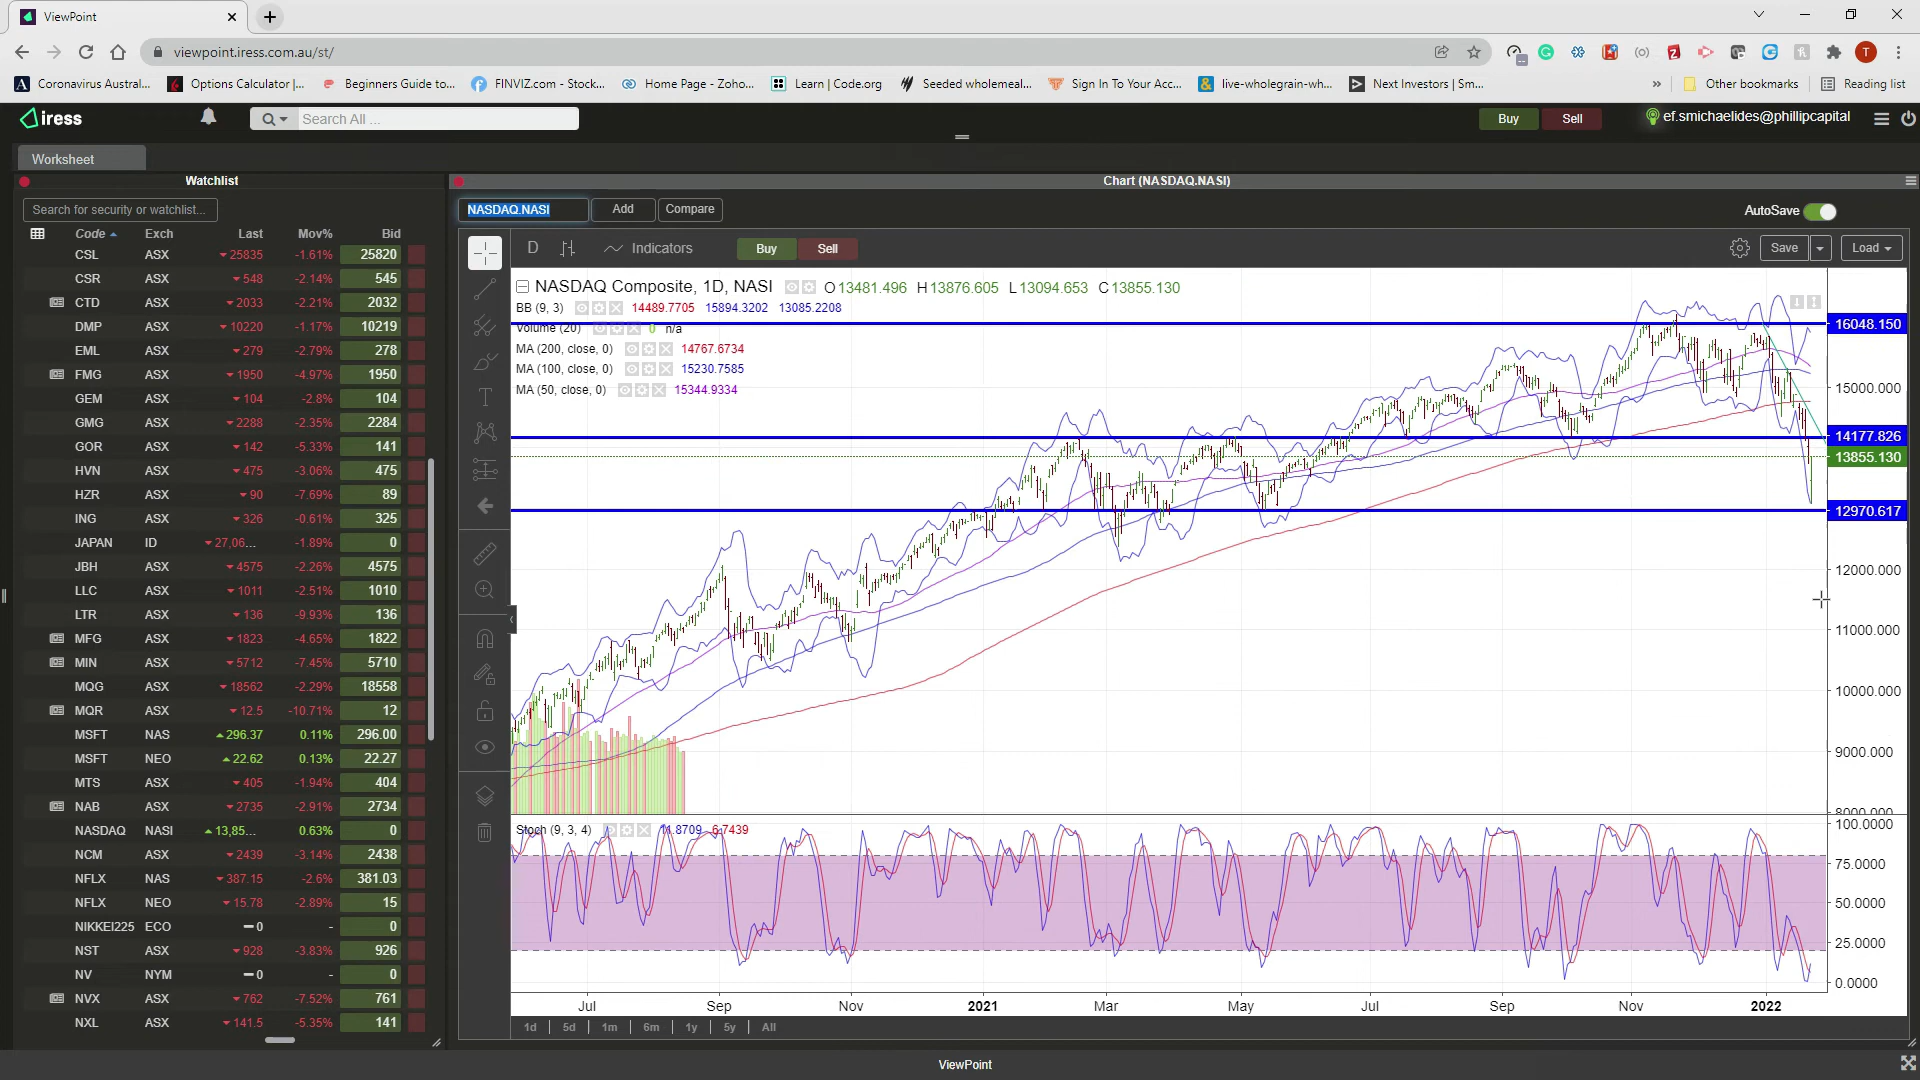 ViewPoint
viewpoint.iress.com.au/st/
Coronavirus Austral...
Options Calculator |...
Beginners Guide to...
FINVIZ.com - Stock...
Home Page - Zoho...
Learn | Code.org
Seeded wholemeal...
Sign In To Your Acc...
live-wholegrain-wh...
Next Investors | Sm...
»
Other bookmarks
Reading list
iress
Search All ...
Buy
Sell
ef.smichaelides@phillipcapital
Worksheet
Watchlist
Search for security or watchlist...
Code Exch Last Mov% Bid
CSL ASX 25835 -1.61% 25820
CSR ASX 548 -2.14% 545
CTD ASX 2033 -2.21% 2032
DMP ASX 10220 -1.17% 10219
EML ASX 279 -2.79% 278
FMG ASX 1950 -4.97% 1950
GEM ASX 104 -2.8% 104
GMG ASX 2288 -2.35% 2284
GOR ASX 142 -5.33% 141
HVN ASX 475 -3.06% 475
HZR ASX 90 -7.69% 89
ING ASX 326 -0.61% 325
JAPAN ID 27,06... -1.89% 0
JBH ASX 4575 -2.26% 4575
LLC ASX 1011 -2.51% 1010
LTR ASX 136 -9.93% 136
MFG ASX 1823 -4.65% 1822
MIN ASX 5712 -7.45% 5710
MQG ASX 18562 -2.29% 18558
MQR ASX 12.5 -10.71% 12
MSFT NAS 296.37 0.11% 296.00
MSFT NEO 22.62 0.13% 22.27
MTS ASX 405 -1.94% 404
NAB ASX 2735 -2.91% 2734
NASDAQ NASI 13,85... 0.63% 0
NCM ASX 2439 -3.14% 2438
NFLX NAS 387.15 -2.6% 381.03
NFLX NEO 15.78 -2.89% 15
NIKKEI225 ECO 0 - 0
NST ASX 928 -3.83% 926
NV NYM 0 - 0
NVX ASX 762 -7.52% 761
NXL ASX 141.5 -5.35% 141
Chart (NASDAQ.NASI)
NASDAQ.NASI Add Compare
AutoSave
D Indicators Buy Sell
Save Load
NASDAQ Composite, 1D, NASI O 13481.496 H 13876.605 L 13094.653 C 13855.130
BB (9, 3) 14489.7705 15894.3202 13085.2208
Volume (20) 0 n/a
MA (200, close, 0) 14767.6734
MA (100, close, 0) 15230.7585
MA (50, close, 0) 15344.9334
16048.150
15000.000
14177.826
13855.130
12970.617
12000.000
11000.000
10000.000
9000.000
8000.000
Stoch (9, 3, 4) 11.8709 6.7439
100.0000
75.0000
50.0000
25.0000
0.0000
Jul Sep Nov 2021 Mar May Jul Sep Nov 2022
1d 5d 1m 6m 1y 5y All
ViewPoint